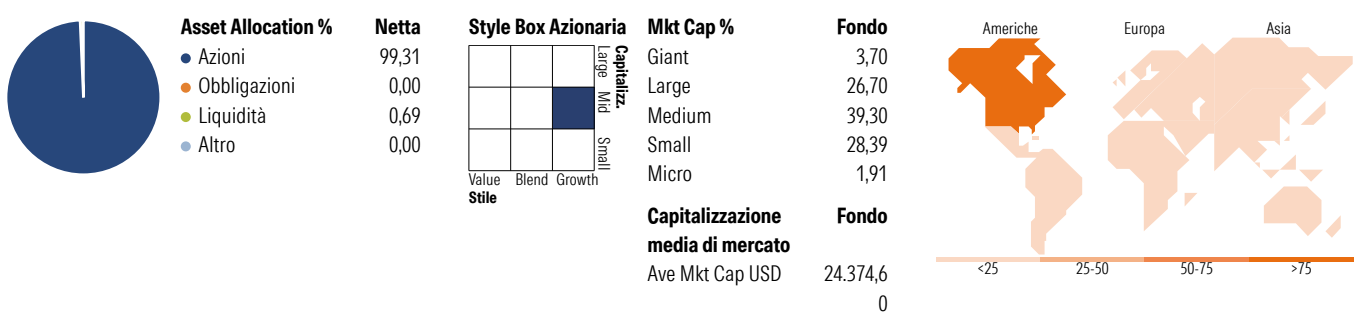 Asset Allocation % Netta
Azioni 99,31
Obbligazioni 0,00
Liquidità 0,69
Altro 0,00
Style Box Azionaria
Capitalizz.
Large
Mid
Small
Value Blend Growth
Stile
Mkt Cap % Fondo
Giant 3,70
Large 26,70
Medium 39,30
Small 28,39
Micro 1,91
Capitalizzazione Fondo
media di mercato
Ave Mkt Cap USD 24.374,6
0
Americhe Europa Asia
<25 25-50 50-75 >75